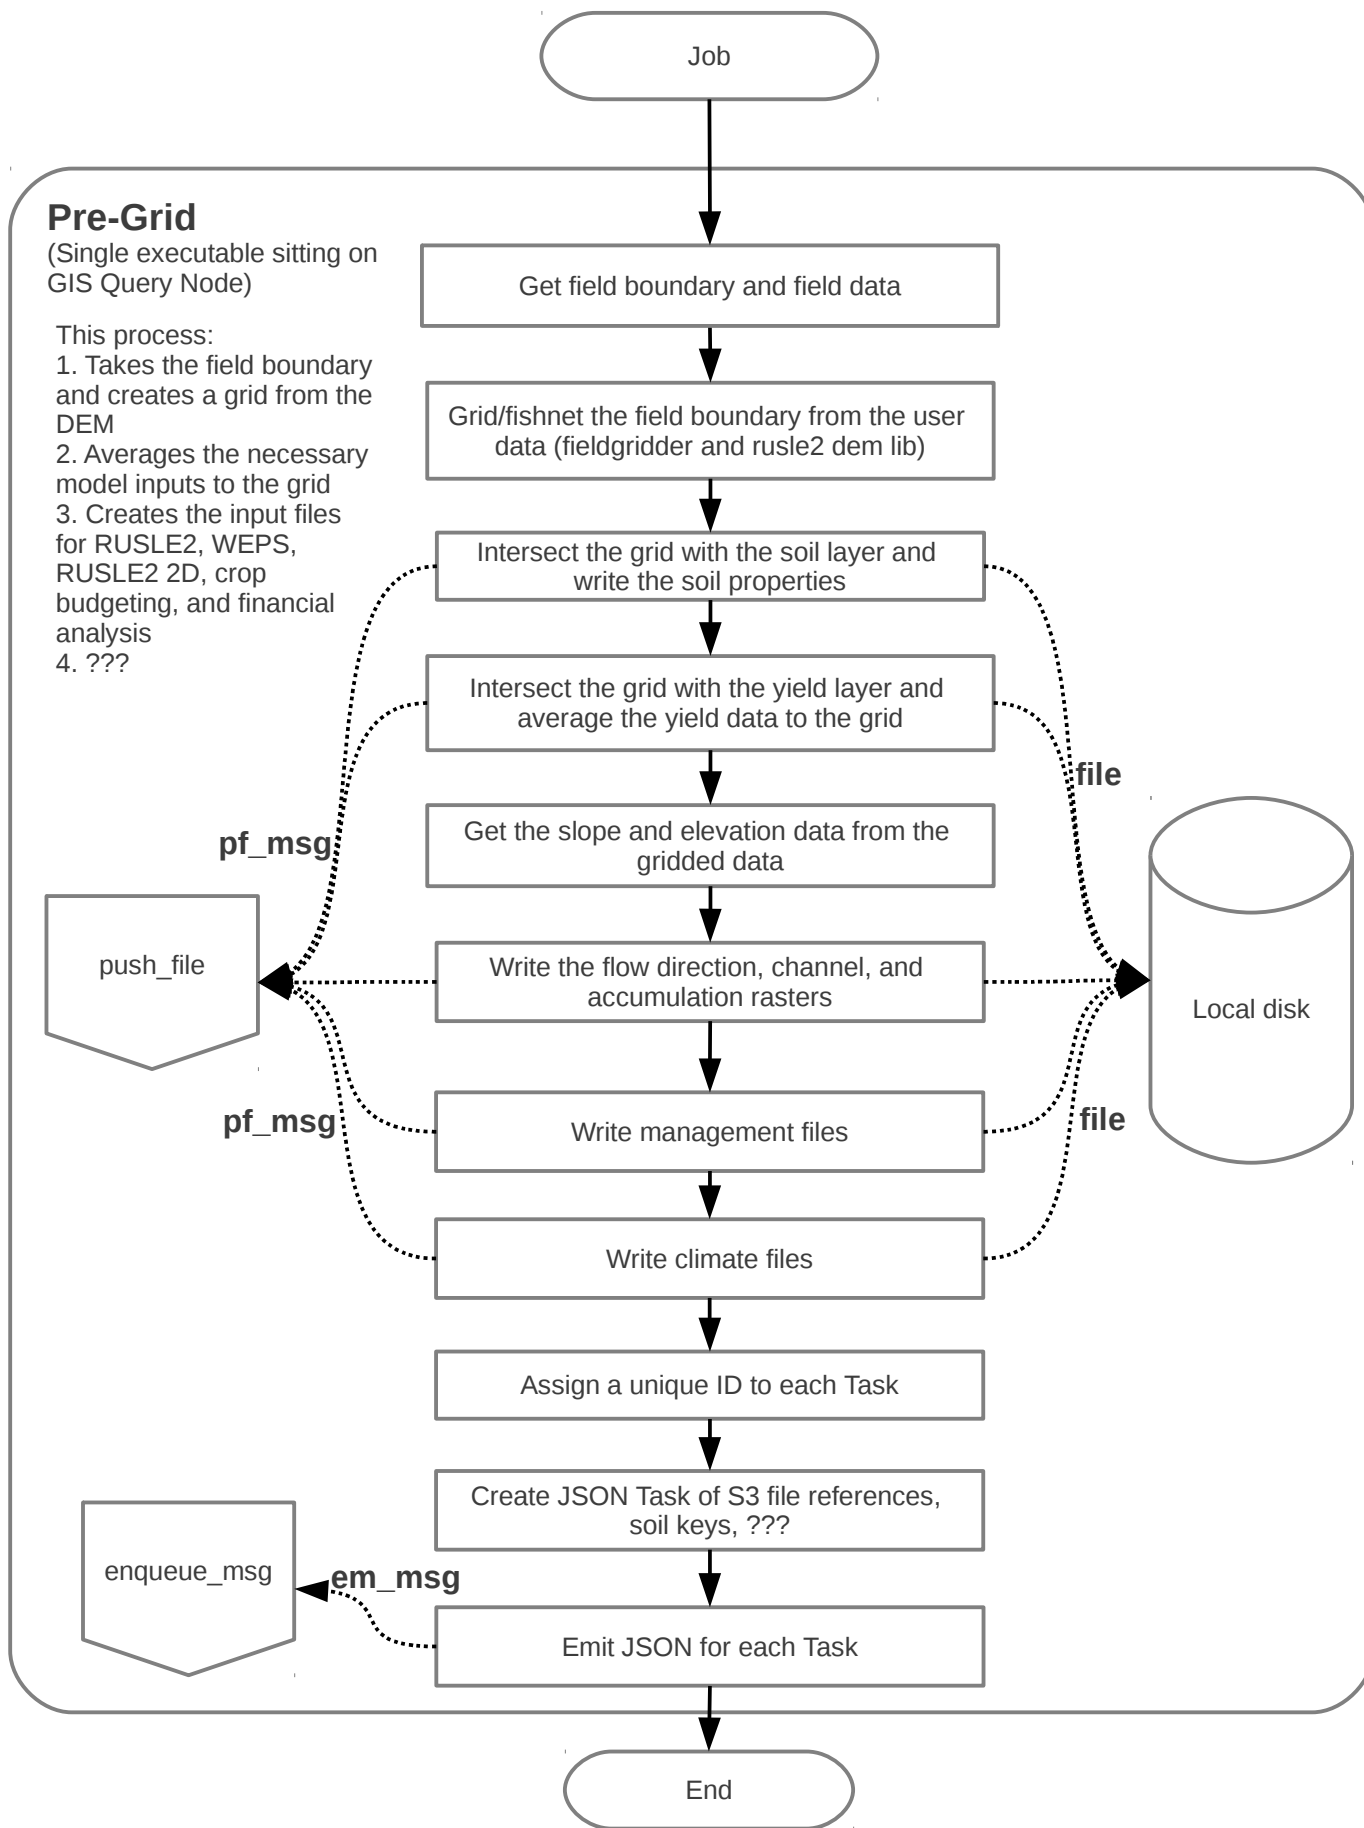 Job
Pre-Grid
(Single executable sitting on
GIS Query Node)
This process:
1. Takes the field boundary
and creates a grid from the
DEM
2. Averages the necessary
model inputs to the grid
3. Creates the input files
for RUSLE2, WEPS,
RUSLE2 2D, crop
budgeting, and financial
analysis
4. ???
Get field boundary and field data
Grid/fishnet the field boundary from the user
data (fieldgridder and rusle2 dem lib)
Intersect the grid with the soil layer and
write the soil properties
Intersect the grid with the yield layer and
average the yield data to the grid
file
Get the slope and elevation data from the
gridded data
pf_msg
push_file
Write the flow direction, channel, and
accumulation rasters
Local disk
pf_msg
Write management files
file
Write climate files
Assign a unique ID to each Task
Create JSON Task of S3 file references,
soil keys, ???
enqueue_msg
em_msg
Emit JSON for each Task
End